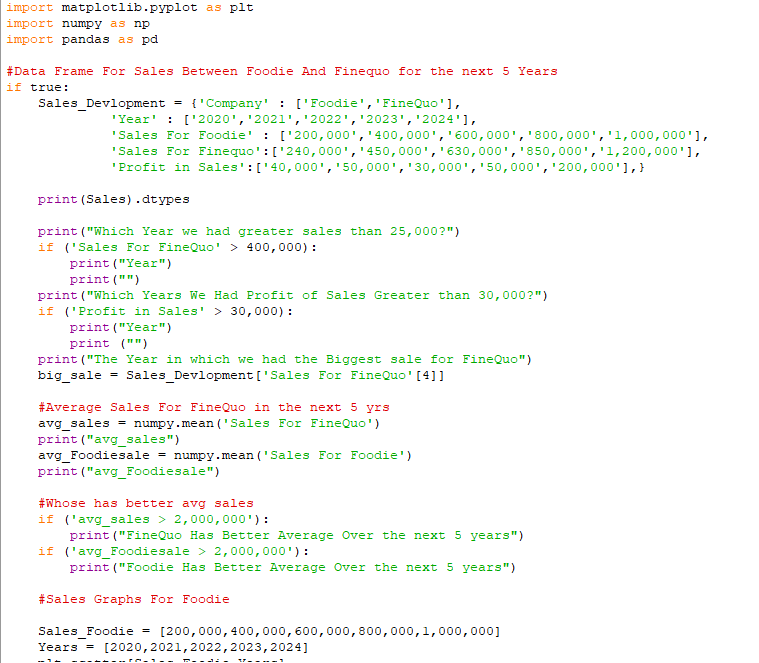 import matplotlib.pyplot as plt
import numpy as np
import pandas as pd
#Data Frame For Sales Between Foodie And Finequo for the next 5 Years
if true:
Sales_Devlopment = {'Company' : ['Foodie','FineQuo'],
'Year' : ['2020','2021','2022','2023','2024'],
'Sales For Foodie' : ['200,000','400,000','600,000','800,000','1,000,000'],
'Sales For Finequo':['240,000','450,000','630,000','850,000','1,200,000'],
'Profit in Sales':['40,000','50,000','30,000','50,000','200,000'],}
print(Sales).dtypes
print("Which Year we had greater sales than 25,000?")
if ('Sales For FineQuo' > 400,000):
print("Year")
print("")
print("Which Years We Had Profit of Sales Greater than 30,000?")
if ('Profit in Sales' > 30,000):
print("Year")
print ("")
print("The Year in which we had the Biggest sale for FineQuo")
big_sale = Sales_Devlopment['Sales For FineQuo'[4]]
#Average Sales For FineQuo in the next 5 yrs
avg_sales = numpy.mean('Sales For FineQuo')
print("avg_sales")
avg_Foodiesale = numpy.mean('Sales For Foodie')
print("avg_Foodiesale")
#Whose has better avg sales
if ('avg_sales > 2,000,000'):
print("FineQuo Has Better Average Over the next 5 years")
if ('avg_Foodiesale > 2,000,000'):
print("Foodie Has Better Average Over the next 5 years")
#Sales Graphs For Foodie
Sales_Foodie = [200,000,400,000,600,000,800,000,1,000,000]
Years = [2020,2021,2022,2023,2024]